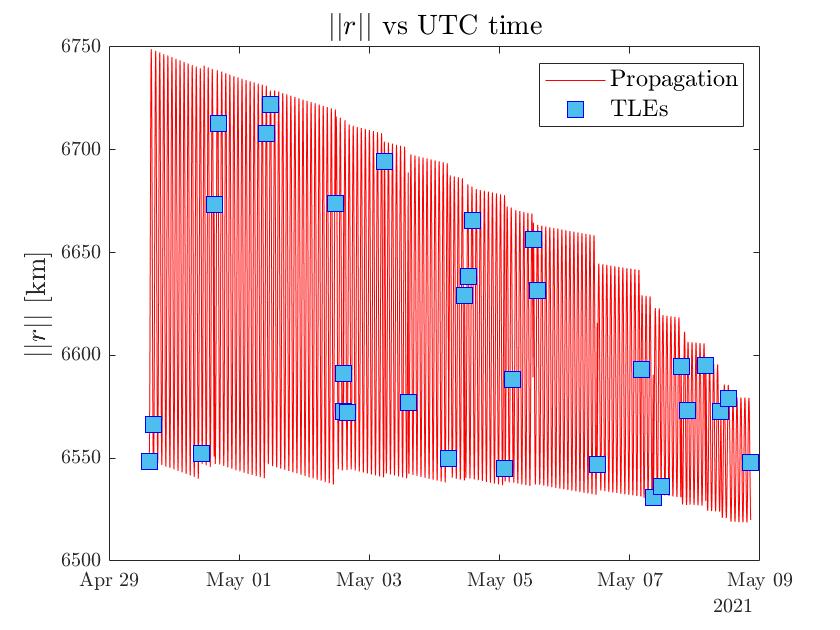 ||r|| vs UTC time
Propagation
TLEs
||r|| [km]
6750
6700
6650
6600
6550
6500
Apr 29 May 01 May 03 May 05 May 07 May 09
2021